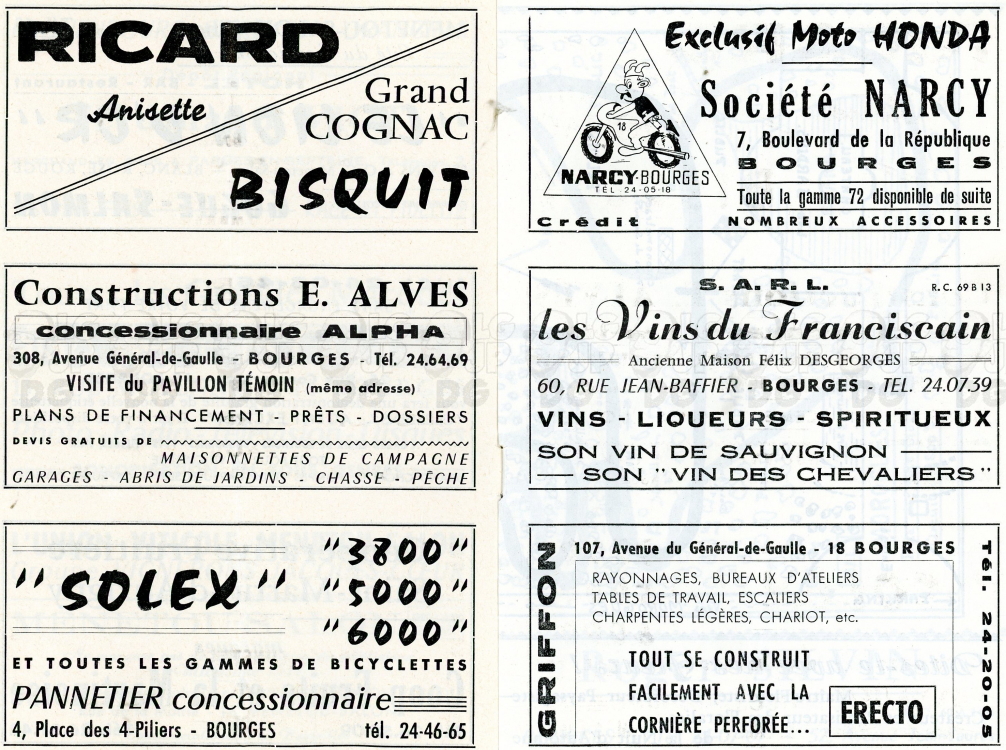 RICARD
Anisette
Grand
COGNAC
BISQUIT
Constructions E. ALVES
concessionnaire ALPHA
308, Avenue Général-de-Gaulle - BOURGES - Tél. 24.64.69
VISITE du PAVILLON TÉMOIN (même adresse)
PLANS DE FINANCEMENT - PRÊTS - DOSSIERS
DEVIS GRATUITS DE
MAISONNETTES DE CAMPAGNE
GARAGES - ABRIS DE JARDINS - CHASSE - PÊCHE
"SOLEX"
"3800"
"5000"
"6000"
ET TOUTES LES GAMMES DE BICYCLETTES
PANNETIER concessionnaire
4, Place des 4-Piliers - BOURGES tél. 24-46-65
Exclusif Moto HONDA
18
NARCY-BOURGES
TÉL. 24-05-18
Société NARCY
7, Boulevard de la République
BOURGES
Toute la gamme 72 disponible de suite
Crédit NOMBREUX ACCESSOIRES
S. A. R. L. R. C. 69 B 13
les Vins du Franciscain
Ancienne Maison Félix DESGEORGES
60, RUE JEAN-BAFFIER - BOURGES - TEL. 24.07.39
VINS - LIQUEURS - SPIRITUEUX
SON VIN DE SAUVIGNON
SON "VIN DES CHEVALIERS"
GRIFFON
107, Avenue du Général-de-Gaulle - 18 BOURGES
RAYONNAGES, BUREAUX D'ATELIERS
TABLES DE TRAVAIL, ESCALIERS
CHARPENTES LÉGÈRES, CHARIOT, etc.
TOUT SE CONSTRUIT
FACILEMENT AVEC LA
CORNIÈRE PERFORÉE....
ERECTO
Tél. 24-20-05